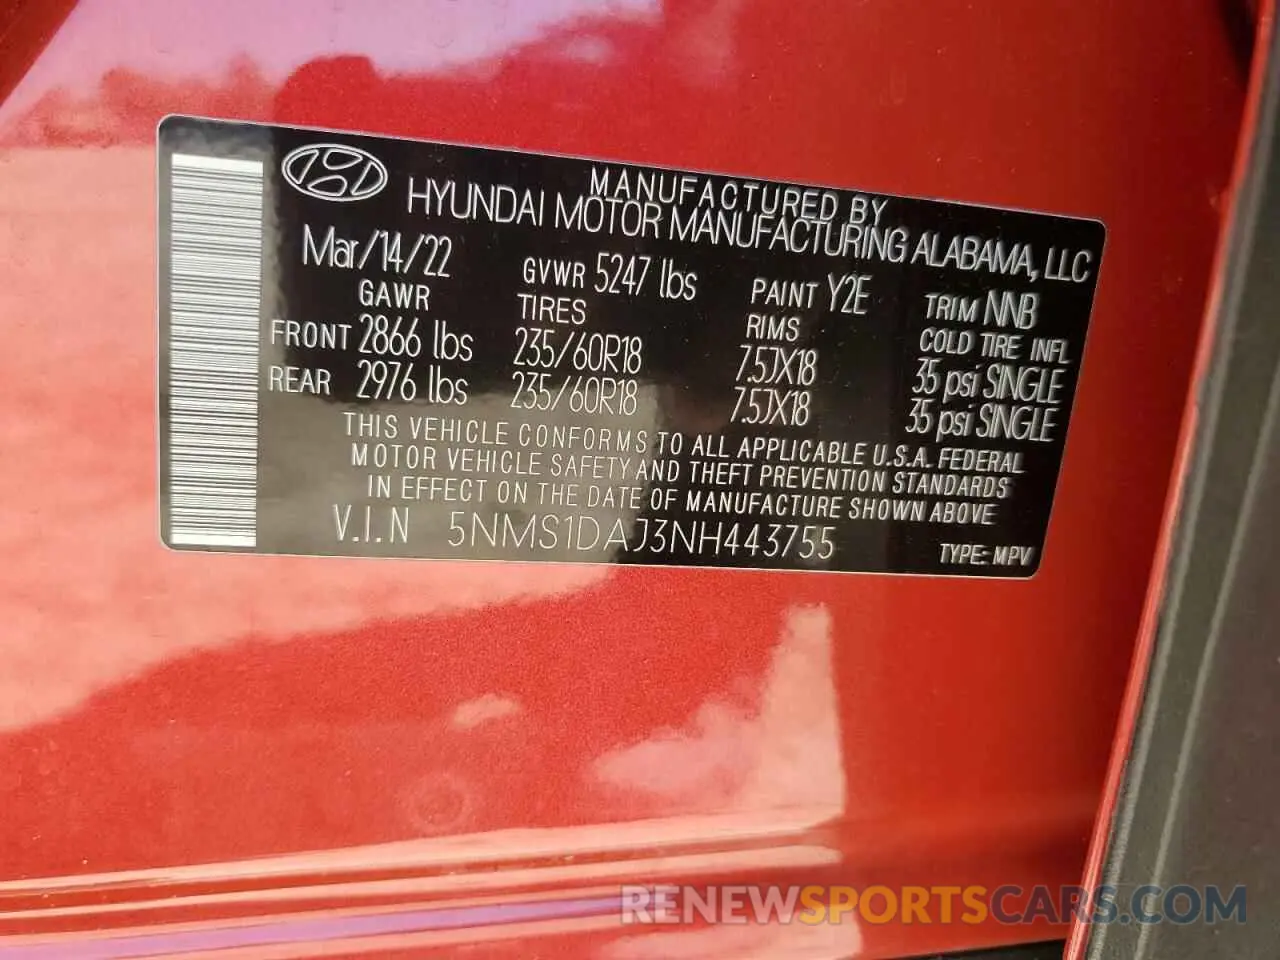 MANUFACTURED BY
HYUNDAI MOTOR MANUFACTURING ALABAMA, LLC
Mar/14/22 GVWR 5247 lbs PAINT Y2E TRIM NNB
GAWR TIRES RIMS COLD TIRE INFL
FRONT 2866 lbs 235/60R18 7.5JX18 35 psi SINGLE
REAR 2976 lbs 235/60R18 7.5JX18 35 psi SINGLE
THIS VEHICLE CONFORMS TO ALL APPLICABLE U.S.A. FEDERAL
MOTOR VEHICLE SAFETY AND THEFT PREVENTION STANDARDS
IN EFFECT ON THE DATE OF MANUFACTURE SHOWN ABOVE
V.I.N 5NMS1DAJ3NH443755 TYPE: MPV
RENEWSPORTSCARS.COM